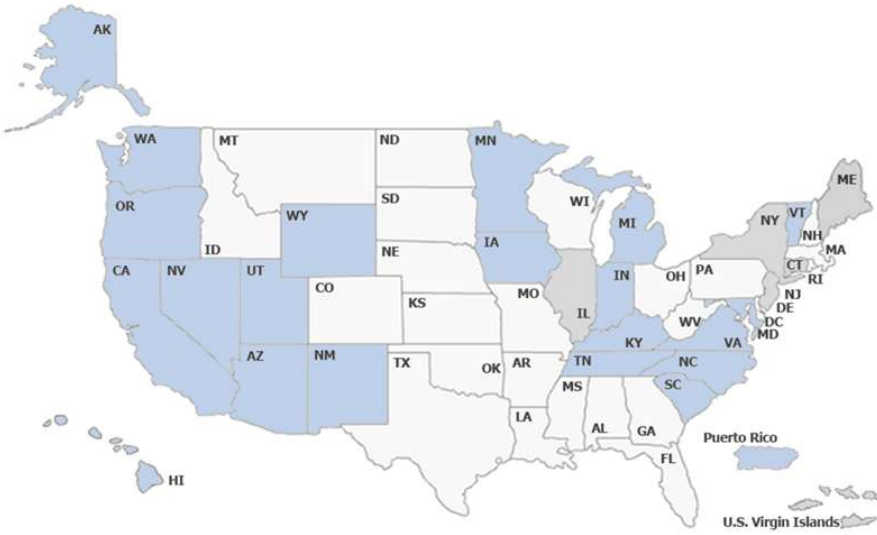 AK
WA
MT
ND
MN
ME
OR
SD
WI
NY
VT
MI
NH
ID
WY
MA
IA
NE
CT
CA
NV
UT
IN
OH
PA
RI
CO
MO
NJ
KS
IL
DE
WV
DC
MD
KY
VA
AZ
NM
TX
OK
AR
TN
NC
MS
SC
LA
AL
GA
Puerto Rico
FL
HI
U.S. Virgin Islands